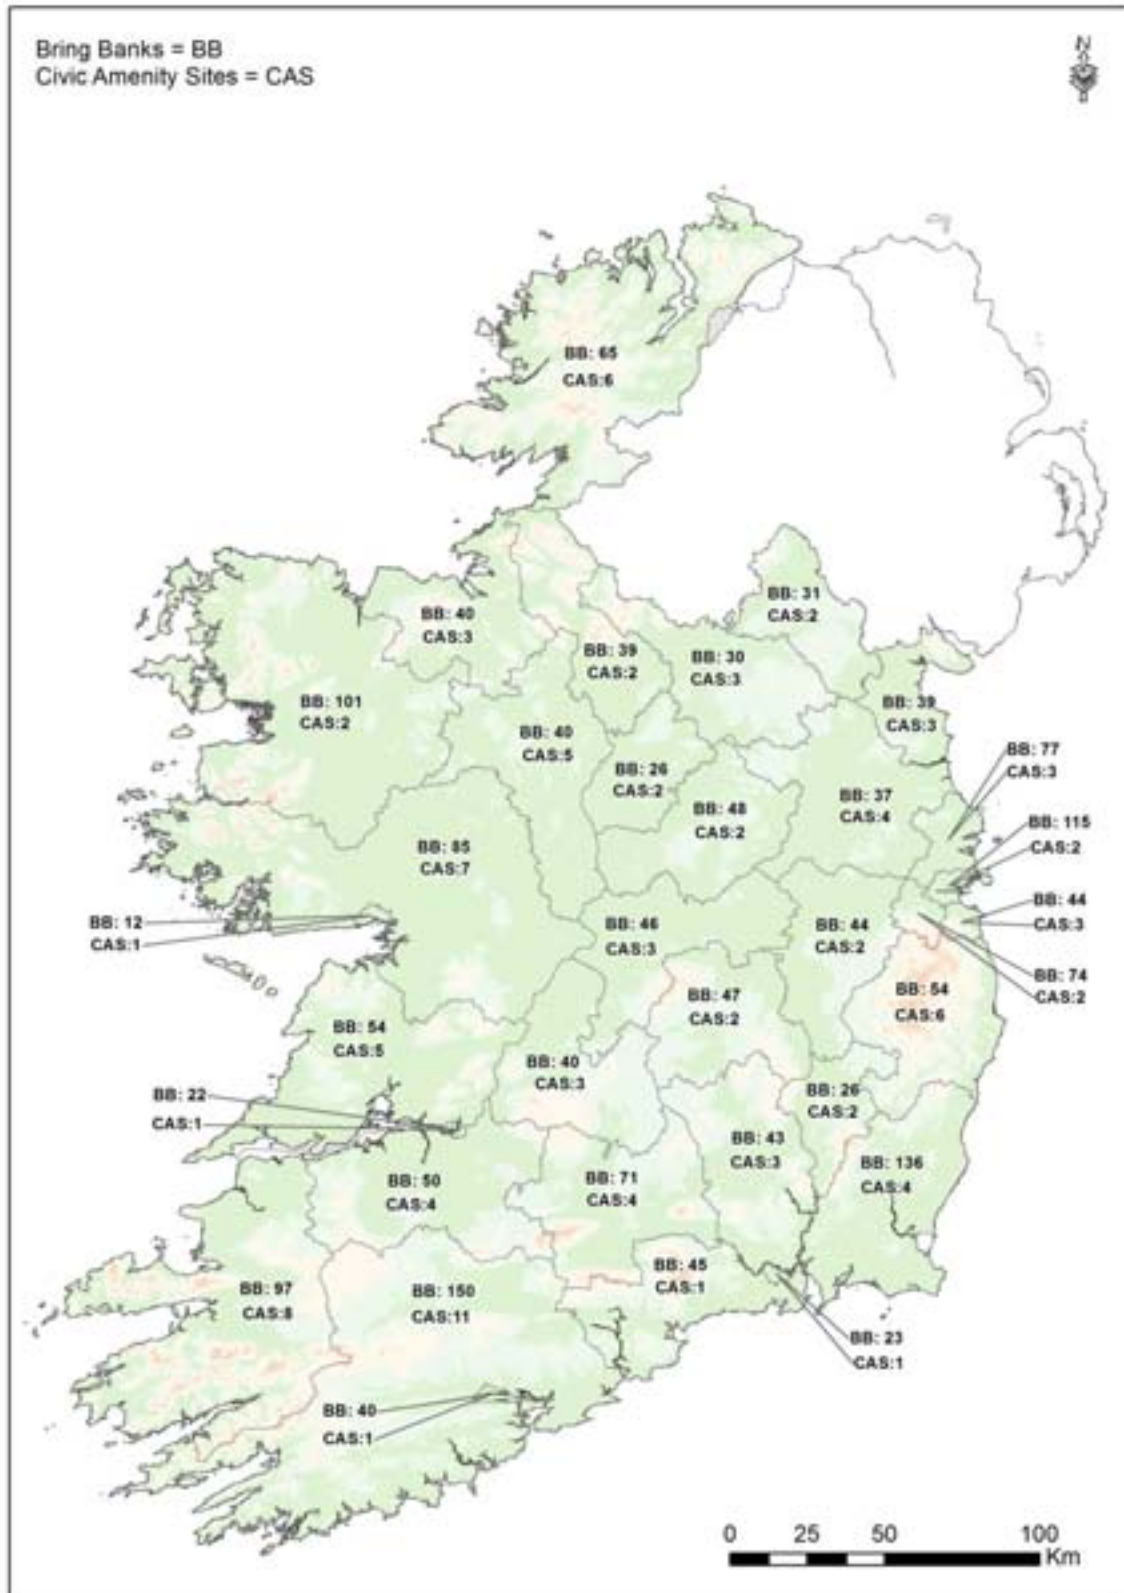 Bring Banks = BB
Civic Amenity Sites = CAS
N
BB: 65
CAS:6
BB: 31
CAS:2
BB: 40
CAS:3
BB: 39
CAS:2
BB: 30
CAS:3
BB: 101
CAS:2
BB: 39
CAS:3
BB: 40
CAS:5
BB: 77
CAS:3
BB: 26
CAS:2
BB: 48
CAS:2
BB: 37
CAS:4
BB: 115
CAS:2
BB: 85
CAS:7
BB: 44
CAS:3
BB: 12
CAS:1
BB: 46
CAS:3
BB: 44
CAS:2
BB: 74
CAS:2
BB: 54
CAS:6
BB: 47
CAS:2
BB: 54
CAS:5
BB: 40
CAS:3
BB: 22
CAS:1
BB: 26
CAS:2
BB: 43
CAS:3
BB: 136
CAS:4
BB: 50
CAS:4
BB: 71
CAS:4
BB: 45
CAS:1
BB: 97
CAS:8
BB: 150
CAS:11
BB: 23
CAS:1
BB: 40
CAS:1
0 25 50 100
Km